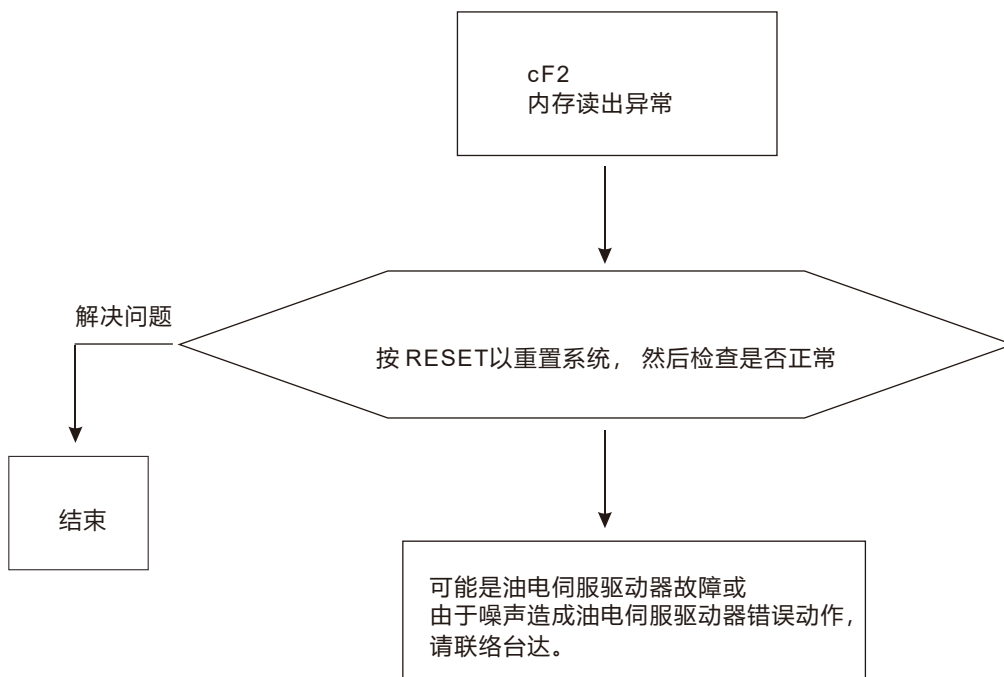 cF2
内存读出异常
解决问题
按 RESET以重置系统， 然后检查是否正常
结束
可能是油电伺服驱动器故障或
由于噪声造成油电伺服驱动器错误动作，
请联络台达。